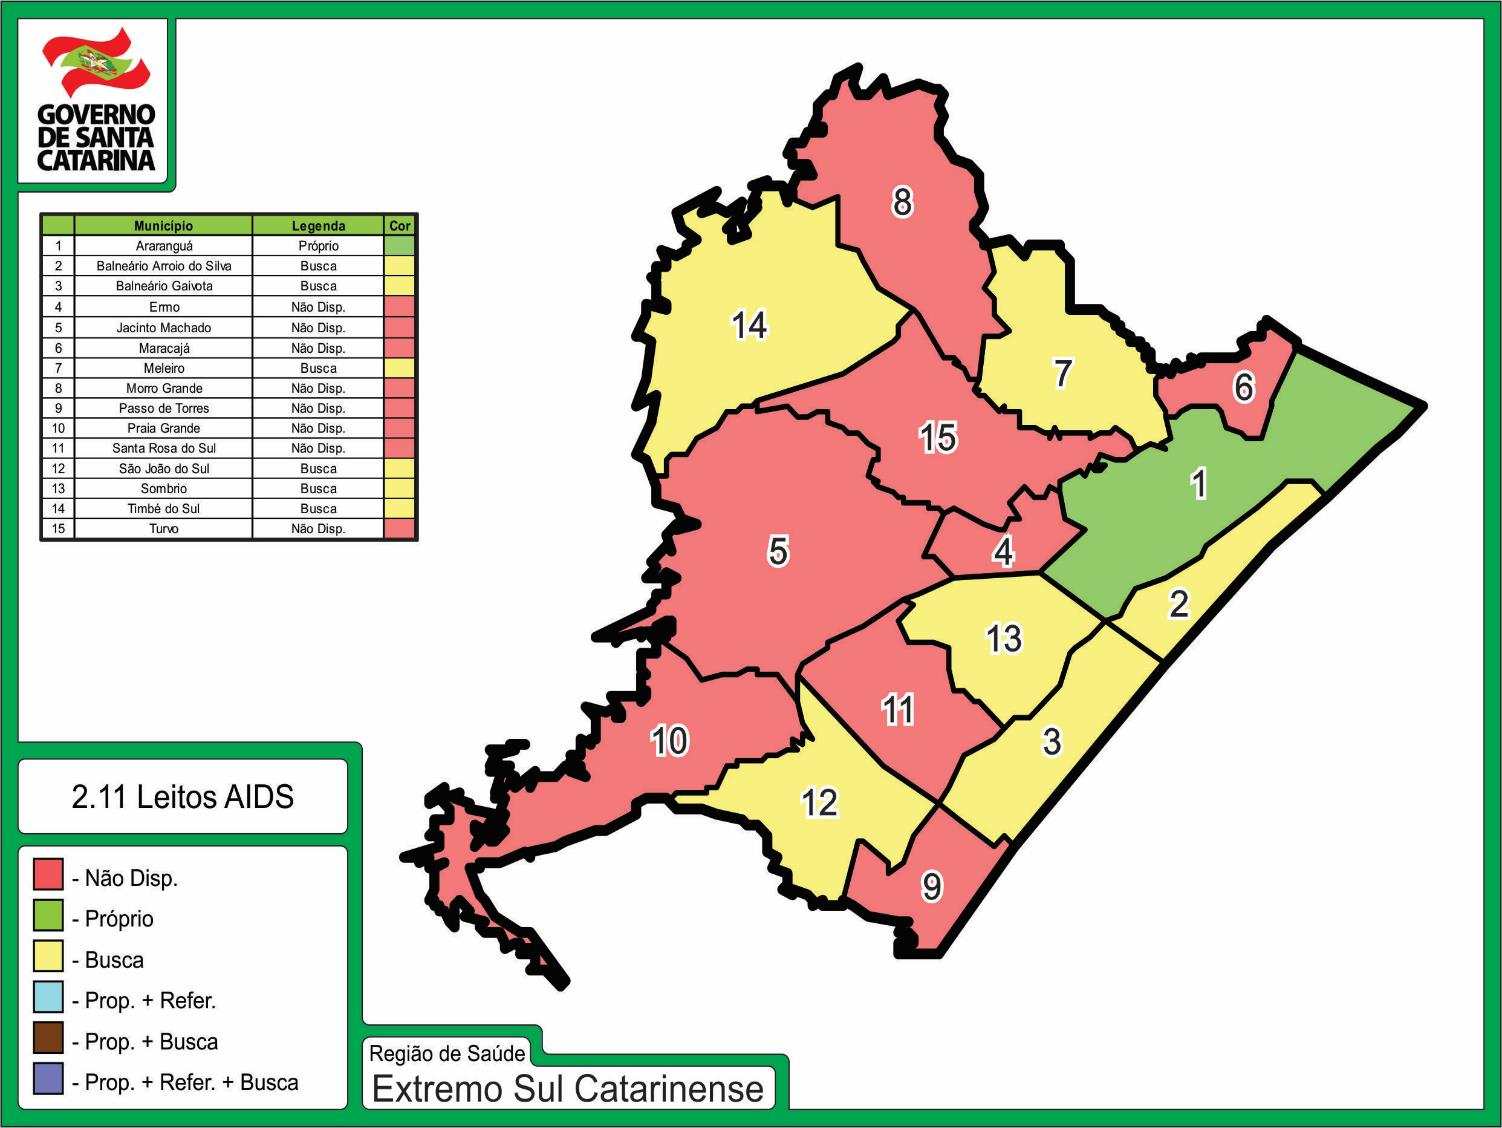 GOVERNO
DE SANTA
CATARINA
Município Legenda Cor
1 Araranguá Próprio
2 Balneário Arroio do Silva Busca
3 Balneário Gaivota Busca
4 Ermo Não Disp.
5 Jacinto Machado Não Disp.
6 Maracajá Não Disp.
7 Meleiro Busca
8 Morro Grande Não Disp.
9 Passo de Torres Não Disp.
10 Praia Grande Não Disp.
11 Santa Rosa do Sul Não Disp.
12 São João do Sul Busca
13 Sombrio Busca
14 Timbé do Sul Busca
15 Turvo Não Disp.
8
14
7
6
15
1
5
4
2
13
11
3
10
12
9
2.11 Leitos AIDS
- Não Disp.
- Próprio
- Busca
- Prop. + Refer.
- Prop. + Busca
- Prop. + Refer. + Busca
Região de Saúde
Extremo Sul Catarinense